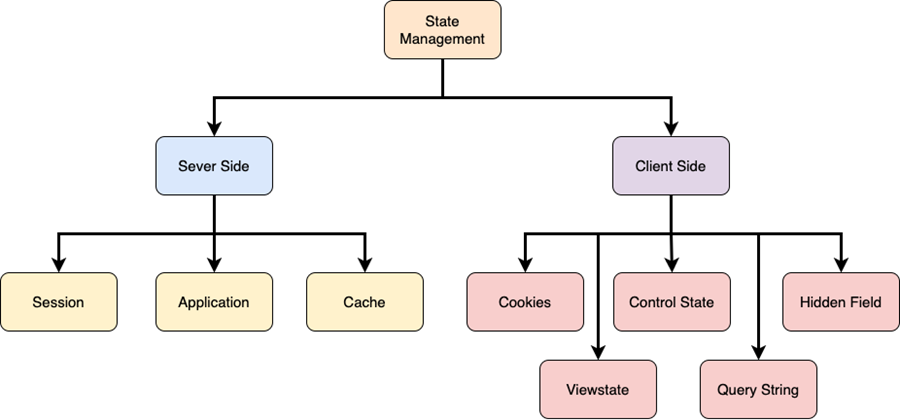 State
Management
Sever Side
Client Side
Session
Application
Cache
Cookies
Control State
Hidden Field
Viewstate
Query String